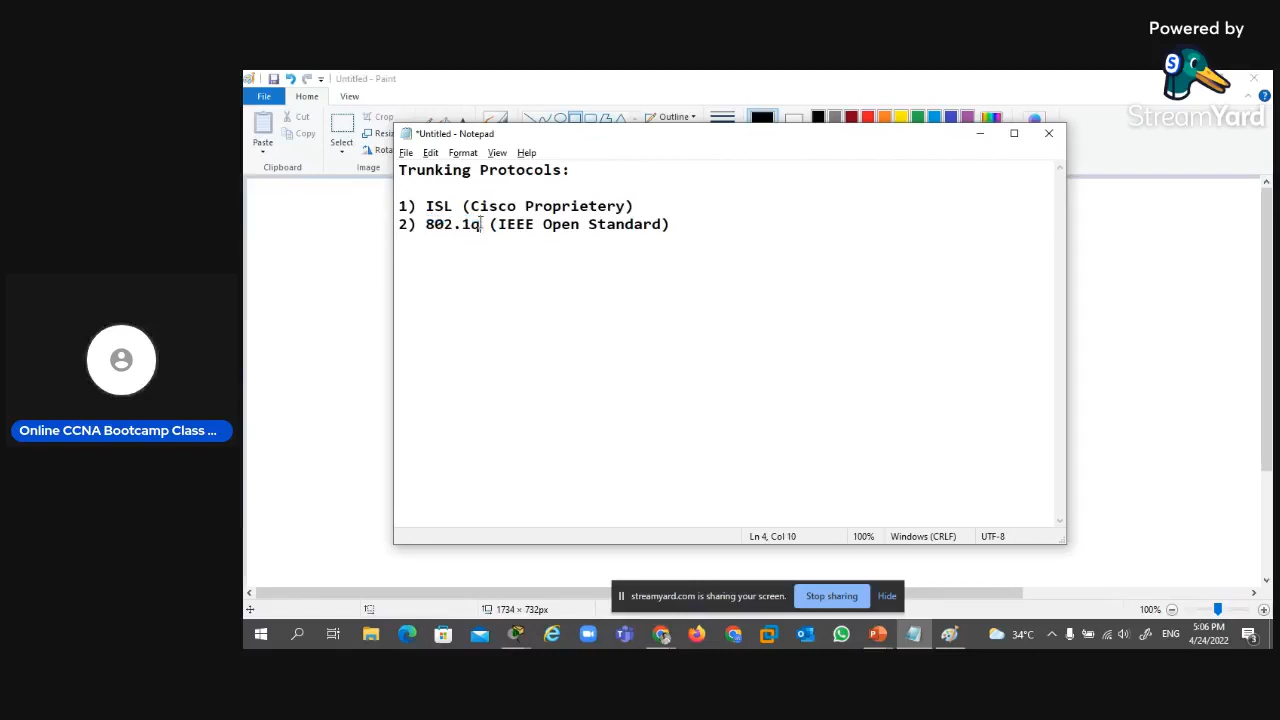 Powered by
StreamYard
Untitled - Paint
File
Home
View
Cut
Copy
Paste
Clipboard
Crop
Select
Image
Outline
*Untitled - Notepad
File Edit Format View Help
Trunking Protocols:
1) ISL (Cisco Proprietery)
2) 802.1q (IEEE Open Standard)
Ln 4, Col 10
100%
Windows (CRLF)
UTF-8
Online CCNA Bootcamp Class ...
streamyard.com is sharing your screen.
Stop sharing
Hide
1734 × 732px
100%
34°C
ENG
5:06 PM
4/24/2022
3